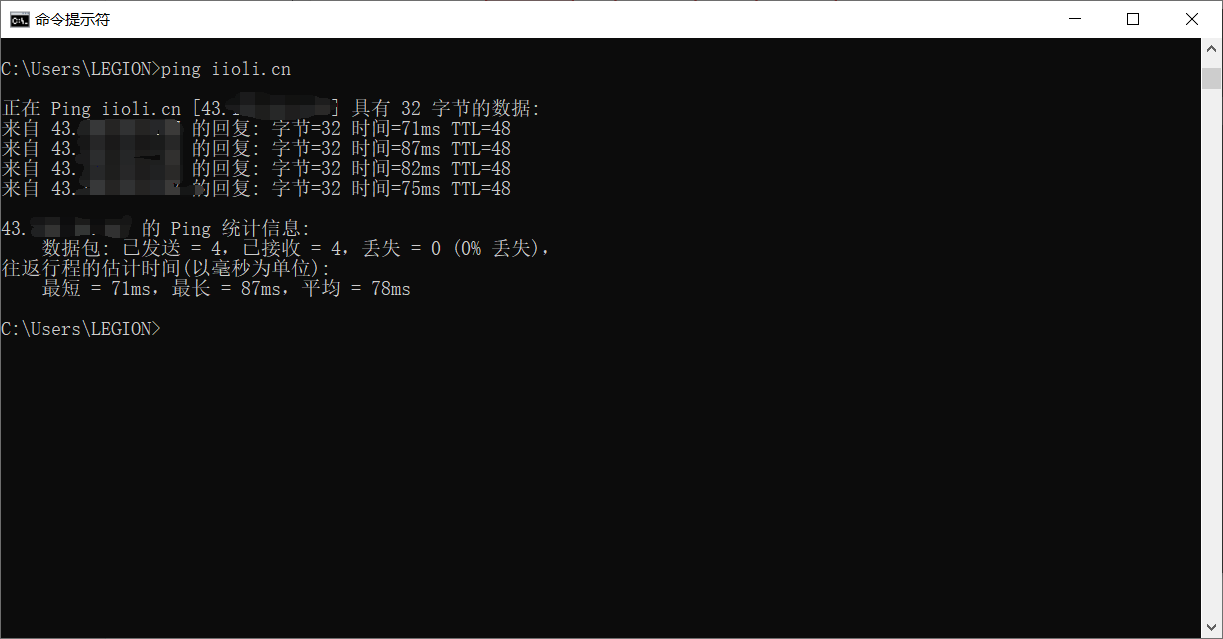 命令提示符
C:\Users\LEGION>ping iioli.cn
正在 Ping iioli.cn [43. ] 具有 32 字节的数据:
来自 43. 的回复: 字节=32 时间=71ms TTL=48
来自 43. 的回复: 字节=32 时间=87ms TTL=48
来自 43. 的回复: 字节=32 时间=82ms TTL=48
来自 43. 的回复: 字节=32 时间=75ms TTL=48
43. 的 Ping 统计信息:
数据包: 已发送 = 4，已接收 = 4，丢失 = 0 (0% 丢失)，
往返行程的估计时间(以毫秒为单位):
最短 = 71ms，最长 = 87ms，平均 = 78ms
C:\Users\LEGION>